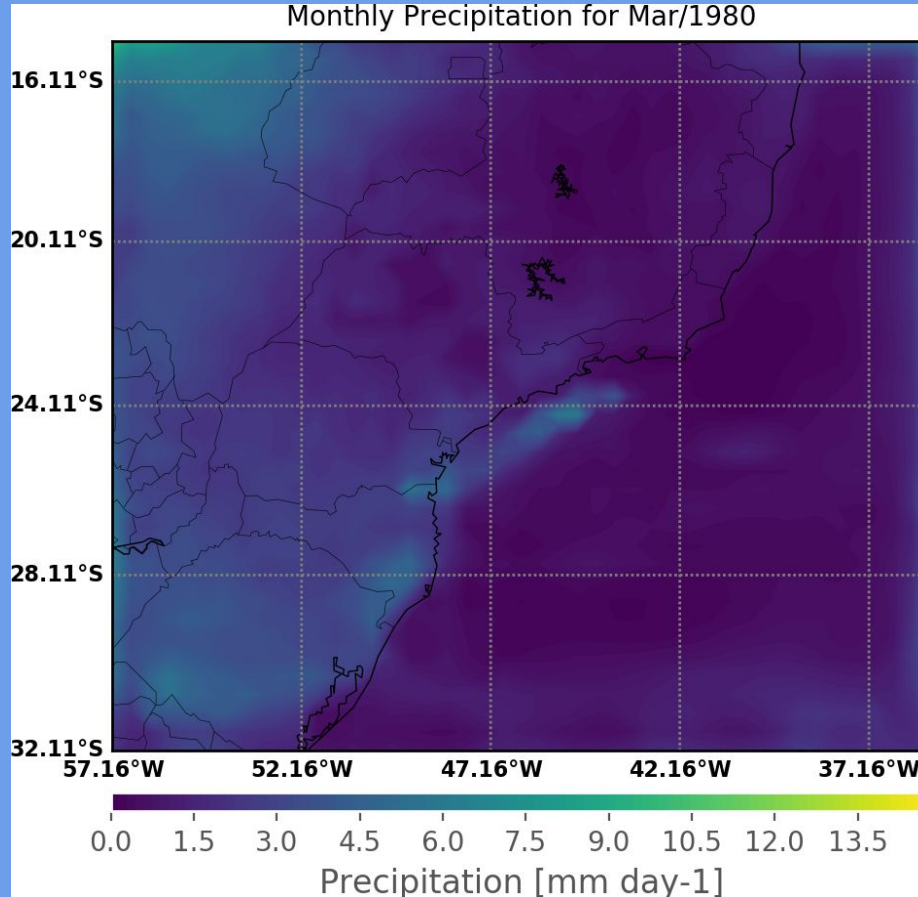 Monthly Precipitation for Mar/1980
16.11°S
20.11°S
24.11°S
28.11°S
32.11°S
57.16°W 52.16°W 47.16°W 42.16°W 37.16°W
0.0 1.5 3.0 4.5 6.0 7.5 9.0 10.5 12.0 13.5
Precipitation [mm day-1]